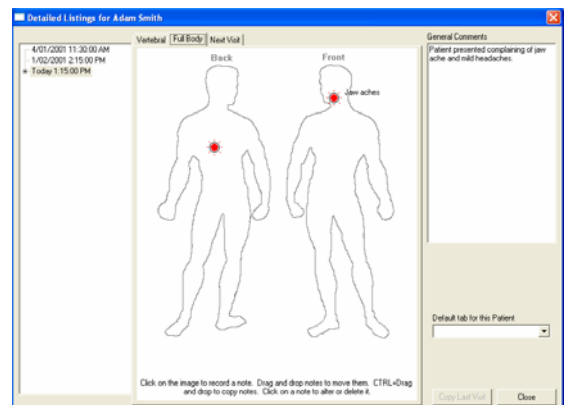 Detailed Listings for Adam Smith
4/01/2001 11:30:00 AM
1/02/2001 2:15:00 PM
Today 1:15:00 PM
Vertebral Full Body Next Visit
Back Front
Jaw aches
Click on the image to record a note. Drag and drop notes to move them. CTRL+Drag
and drop to copy notes. Click on a note to alter or delete it.
General Comments
Patient presented complaining of jaw
ache and mild headaches.
Default tab for this Patient
Copy Last Visit Close